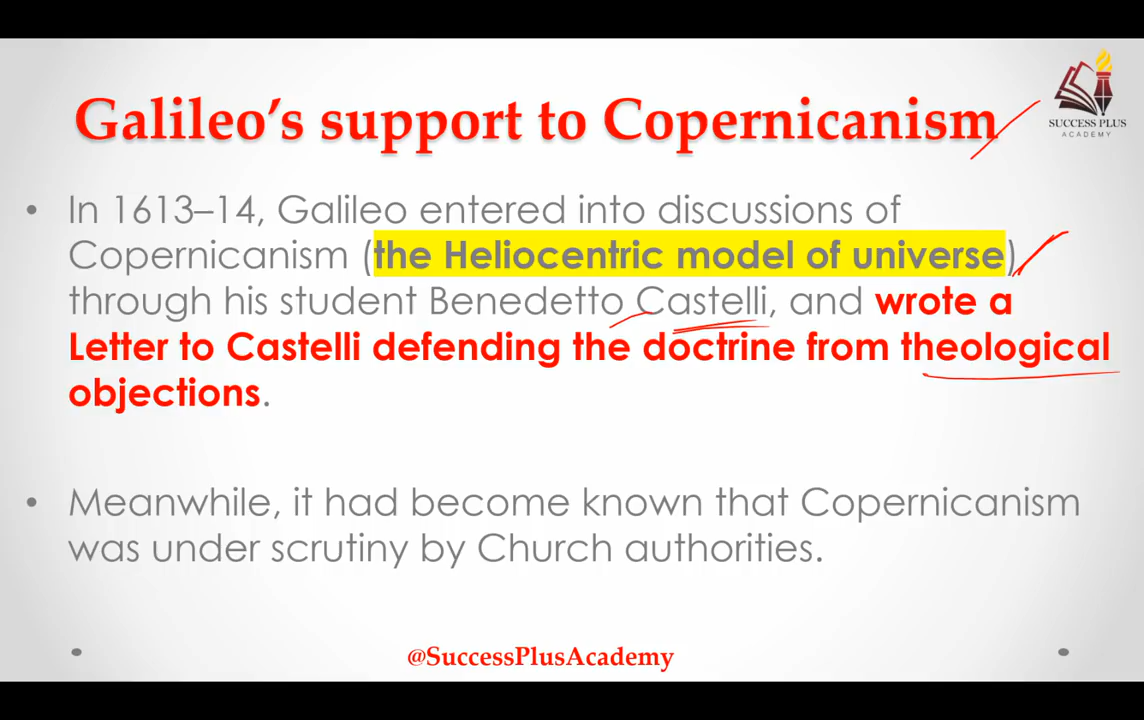 Galileo’s support to Copernicanism
SUCCESS PLUS
ACADEMY
• In 1613–14, Galileo entered into discussions of
Copernicanism (the Heliocentric model of universe)
through his student Benedetto Castelli, and wrote a
Letter to Castelli defending the doctrine from theological
objections.
• Meanwhile, it had become known that Copernicanism
was under scrutiny by Church authorities.
@SuccessPlusAcademy